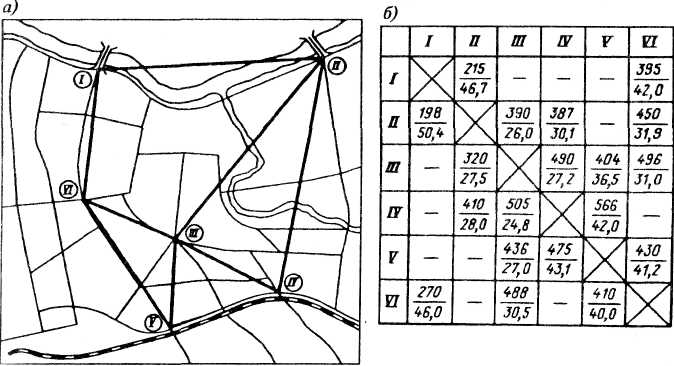 а)
I
II
VI
III
IV
V
б)
I II III IV V VI
I 215/46,7 — — — 395/42,0
II 198/50,4 390/26,0 387/30,1 — 450/31,9
III — 320/27,5 490/27,2 404/36,5 496/31,0
IV — 410/28,0 505/24,8 566/42,0 —
V — — 436/27,0 475/43,1 430/41,2
VI 270/46,0 — 488/30,5 — 410/40,0